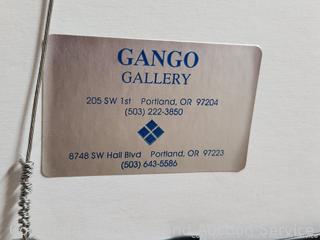 GANGO
GALLERY
205 SW 1st Portland, OR 97204
(503) 222-3850
8748 SW Hall Blvd Portland, OR 97223
(503) 643-5586